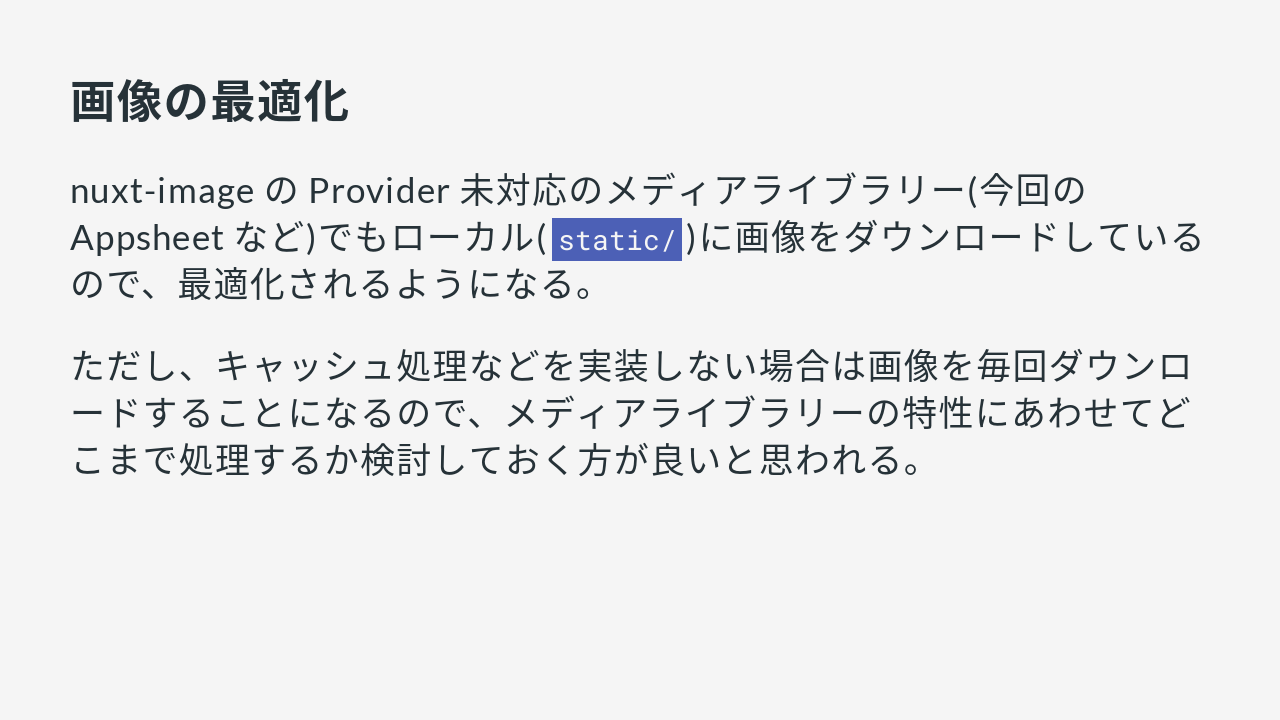 画像の最適化
nuxt-image の Provider 未対応のメディアライブラリー(今回の
Appsheet など)でもローカル( static/ )に画像をダウンロードしている
ので、最適化されるようになる。
ただし、キャッシュ処理などを実装しない場合は画像を毎回ダウンロ
ードすることになるので、メディアライブラリーの特性にあわせてど
こまで処理するか検討しておく方が良いと思われる。